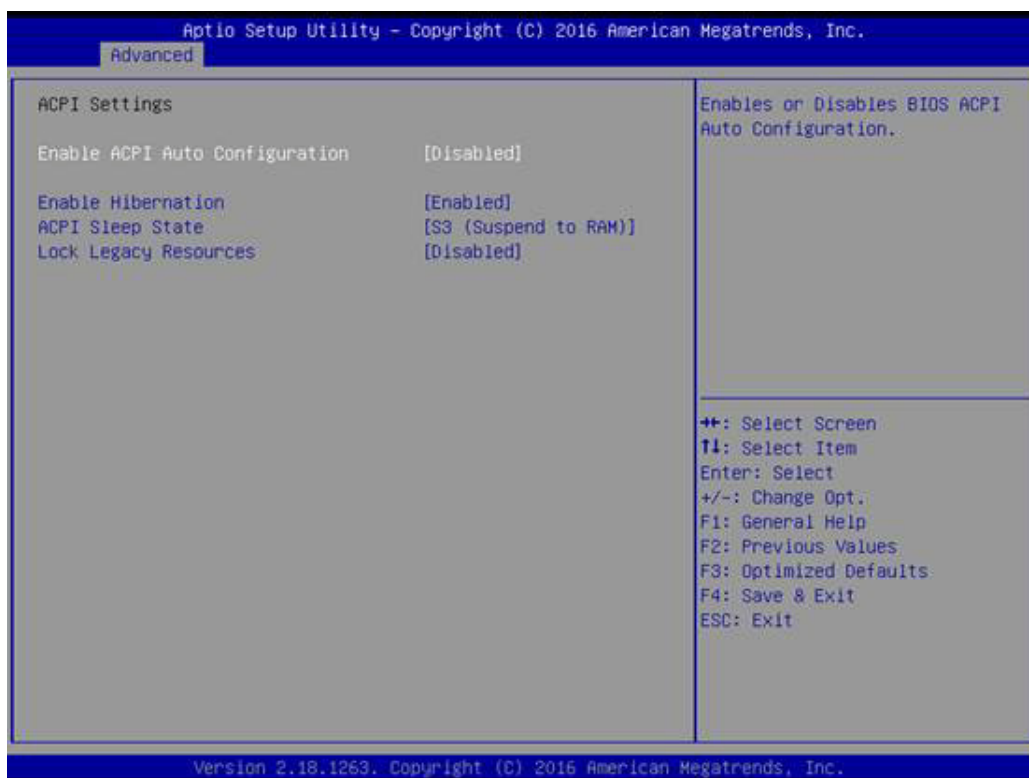 Aptio Setup Utility – Copyright (C) 2016 American Megatrends, Inc.
Advanced
ACPI Settings
Enable ACPI Auto Configuration [Disabled]
Enable Hibernation [Enabled]
ACPI Sleep State [S3 (Suspend to RAM)]
Lock Legacy Resources [Disabled]
Enables or Disables BIOS ACPI
Auto Configuration.
→←: Select Screen
↑↓: Select Item
Enter: Select
+/-: Change Opt.
F1: General Help
F2: Previous Values
F3: Optimized Defaults
F4: Save & Exit
ESC: Exit
Version 2.18.1263. Copyright (C) 2016 American Megatrends, Inc.